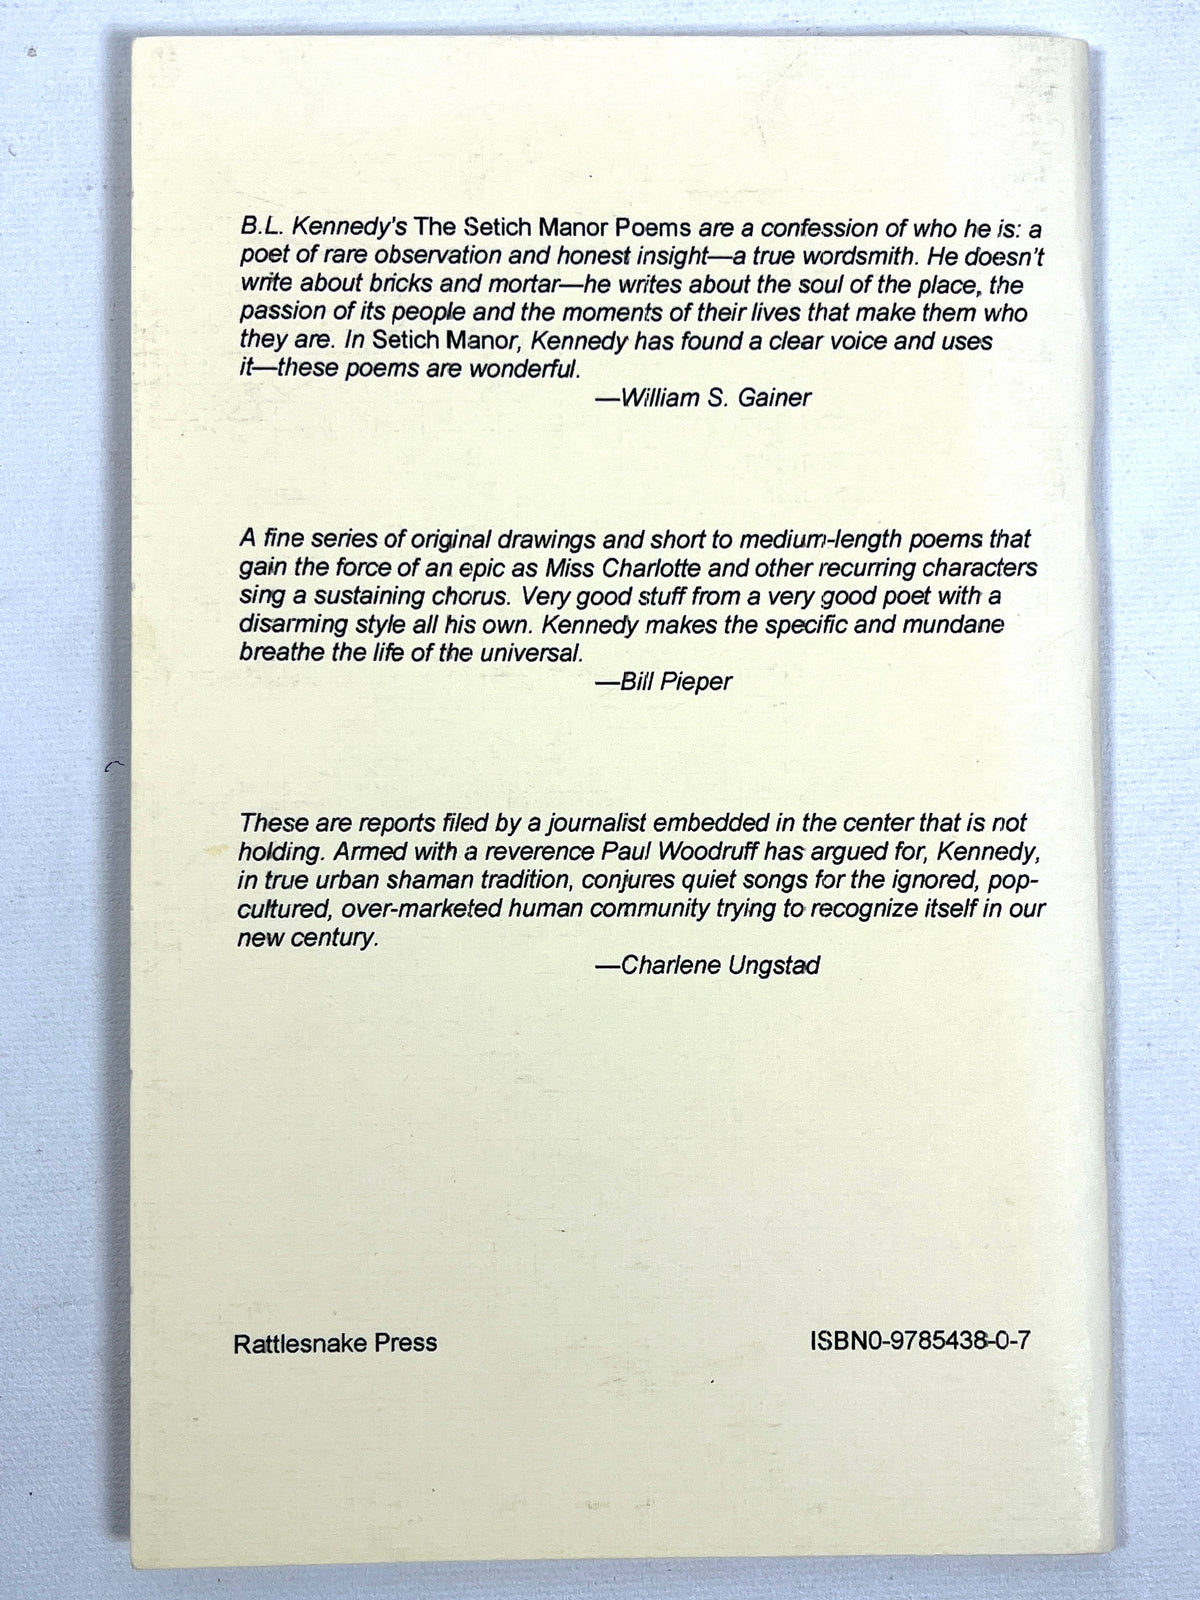 B.L. Kennedy's The Setich Manor Poems are a confession of who he is: a
poet of rare observation and honest insight—a true wordsmith. He doesn't
write about bricks and mortar—he writes about the soul of the place, the
passion of its people and the moments of their lives that make them who
they are. In Setich Manor, Kennedy has found a clear voice and uses
it—these poems are wonderful.
—William S. Gainer
A fine series of original drawings and short to medium-length poems that
gain the force of an epic as Miss Charlotte and other recurring characters
sing a sustaining chorus. Very good stuff from a very good poet with a
disarming style all his own. Kennedy makes the specific and mundane
breathe the life of the universal.
—Bill Pieper
These are reports filed by a journalist embedded in the center that is not
holding. Armed with a reverence Paul Woodruff has argued for, Kennedy,
in true urban shaman tradition, conjures quiet songs for the ignored, pop-
cultured, over-marketed human community trying to recognize itself in our
new century.
—Charlene Ungstad
Rattlesnake Press
ISBN0-9785438-0-7